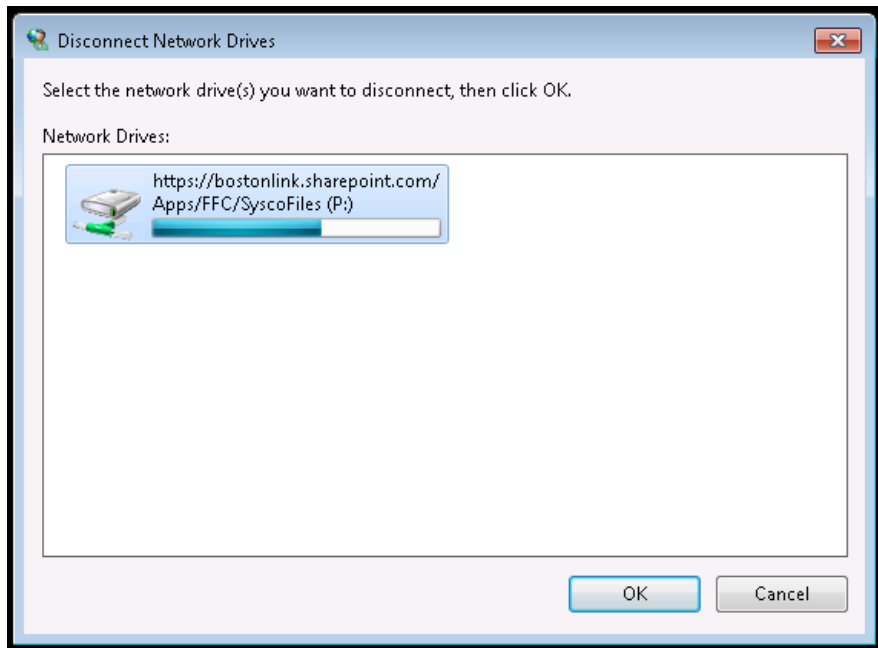 Disconnect Network Drives
Select the network drive(s) you want to disconnect, then click OK.
Network Drives:
https://bostonlink.sharepoint.com/
Apps/FFC/SyscoFiles (P:)
OK
Cancel